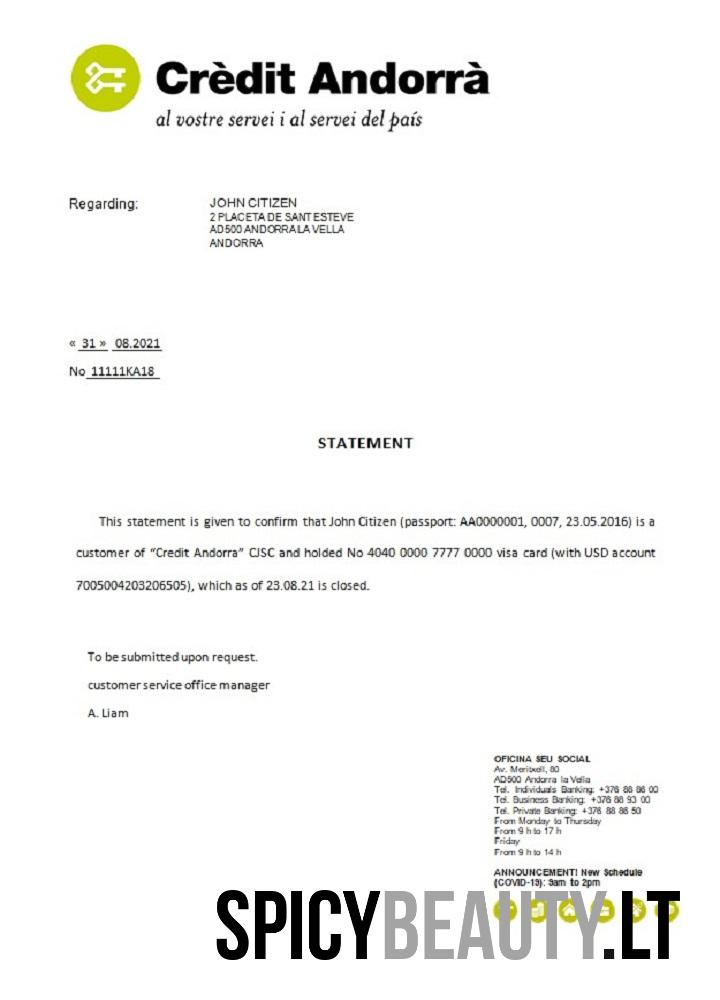 Crèdit Andorrà
al vostre servei i al servei del país
Regarding:
JOHN CITIZEN
2 PLACETA DE SANT ESTEVE
AD500 ANDORRA LA VELLA
ANDORRA
« 31 » 08.2021
No 11111KA18
STATEMENT
This statement is given to confirm that John Citizen (passport: AA0000001, 0007, 23.05.2016) is a
customer of “Credit Andorra” CJSC and holded No 4040 0000 7777 0000 visa card (with USD account
7005004203206505), which as of 23.08.21 is closed.
To be submitted upon request.
customer service office manager
A. Liam
OFICINA SEU SOCIAL
Av. Meritxell, 80
AD500 Andorra la Vella
Tel. Individuals Banking: +376 88 86 00
Tel. Business Banking: +376 88 93 00
Tel. Private Banking: +376 88 86 50
From Monday to Thursday
From 9 h to 17 h
Friday
From 9 h to 14 h
ANNOUNCEMENT! New Schedule
(COVID-19): 9am to 2pm
SPICYBEAUTY.LT